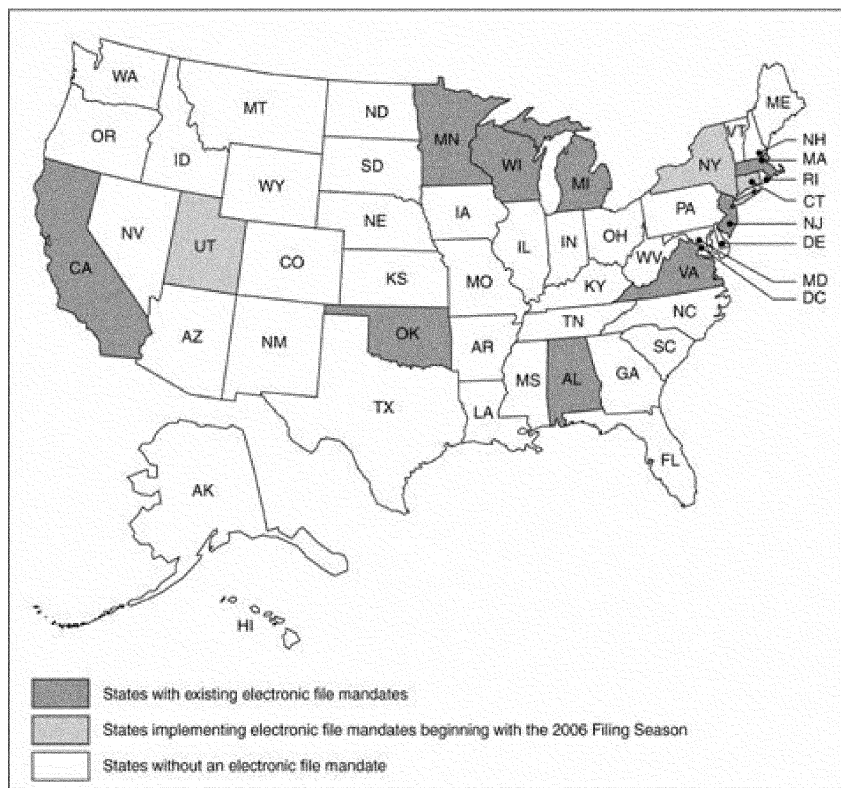 WA
MT
ND
MN
ME
OR
ID
SD
WI
VT
NH
MA
NY
WY
MI
RI
CT
IA
PA
NE
NJ
NV
UT
IL
IN
OH
DE
CO
WV
CA
KS
MO
VA
MD
KY
DC
NC
TN
OK
AZ
NM
AR
SC
MS
AL
GA
TX
LA
FL
AK
HI
States with existing electronic file mandates
States implementing electronic file mandates beginning with the 2006 Filing Season
States without an electronic file mandate